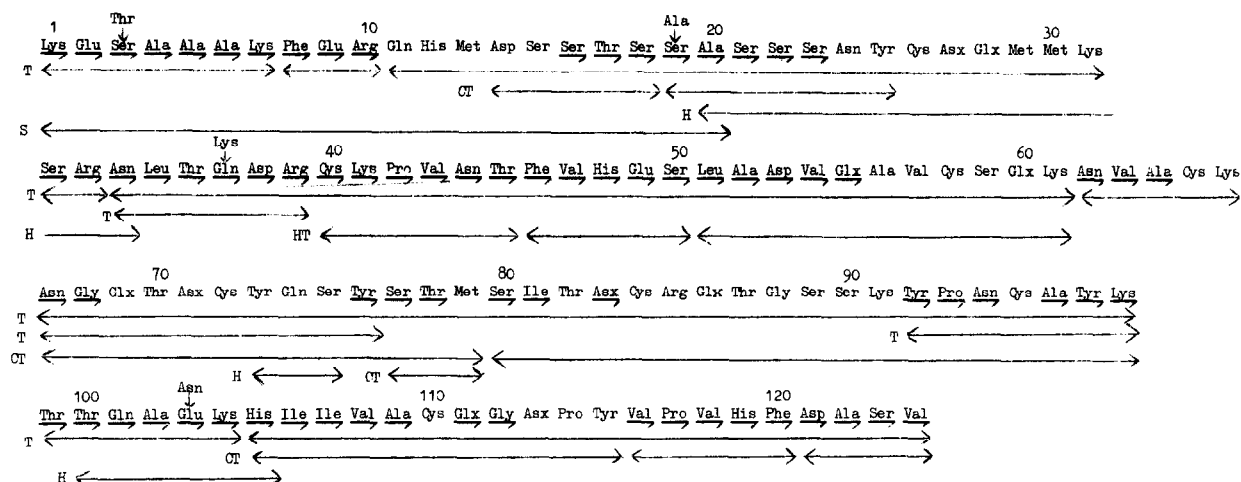 Thr Ala
1 10 20 30
Lys Glu Ser Ala Ala Ala Lys Phe Glu Arg Gln His Met Asp Ser Ser Thr Ser Ser Ala Ser Ser Ser Asn Tyr Cys Asx Glx Met Met Lys
T
CT
H
S
Lys
40 50 60
Ser Arg Asn Leu Thr Gln Asp Arg Cys Lys Pro Val Asn Thr Phe Val His Glu Ser Leu Ala Asp Val Glx Ala Val Cys Ser Glx Lys Asn Val Ala Cys Lys
T
T
H HT
70 80 90
Asn Gly Glx Thr Asx Cys Tyr Gln Ser Tyr Ser Thr Met Ser Ile Thr Asx Cys Arg Glx Thr Gly Ser Ser Lys Tyr Pro Asn Cys Ala Tyr Lys
T
T T
CT
H CT
Asn
100 110 120
Thr Thr Gln Ala Glu Lys His Ile Ile Val Ala Cys Glx Gly Asx Pro Tyr Val Pro Val His Phe Asp Ala Ser Val
T
CT
H